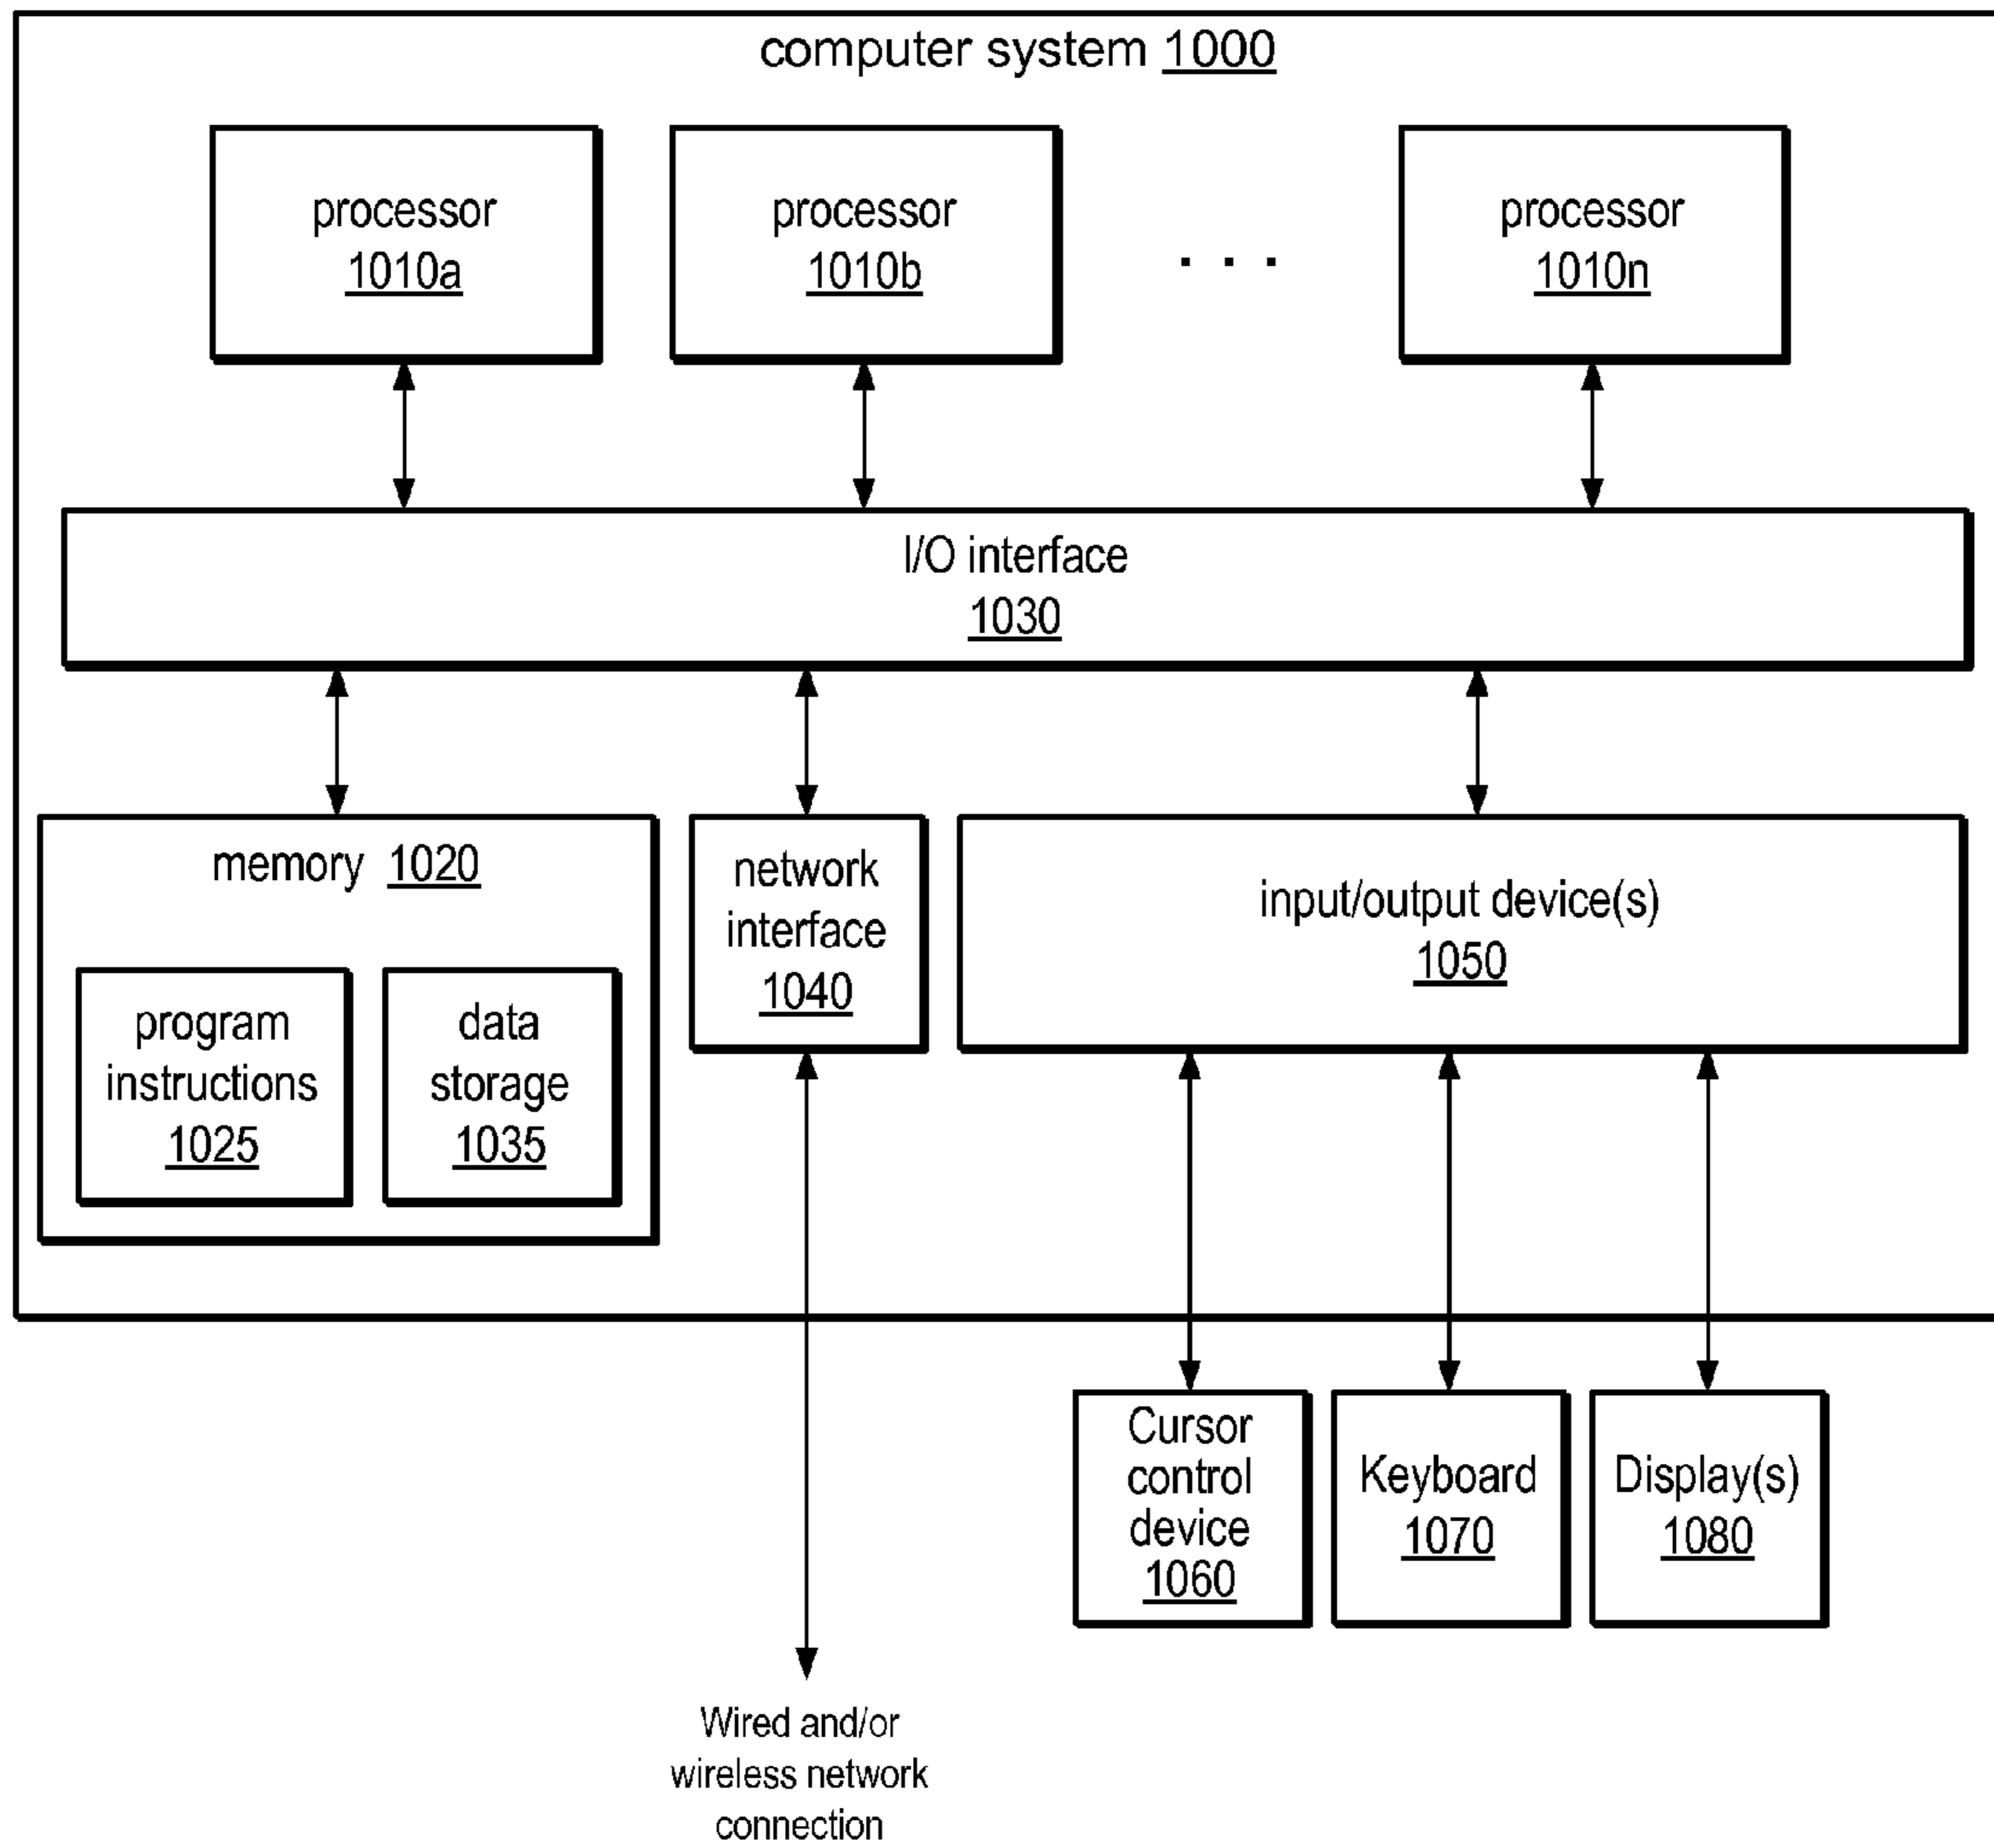 computer system 1000
processor
1010a
processor
1010b
. . .
processor
1010n
I/O interface
1030
memory 1020
program
instructions
1025
data
storage
1035
network
interface
1040
input/output device(s)
1050
Cursor
control
device
1060
Keyboard
1070
Display(s)
1080
Wired and/or
wireless network
connection